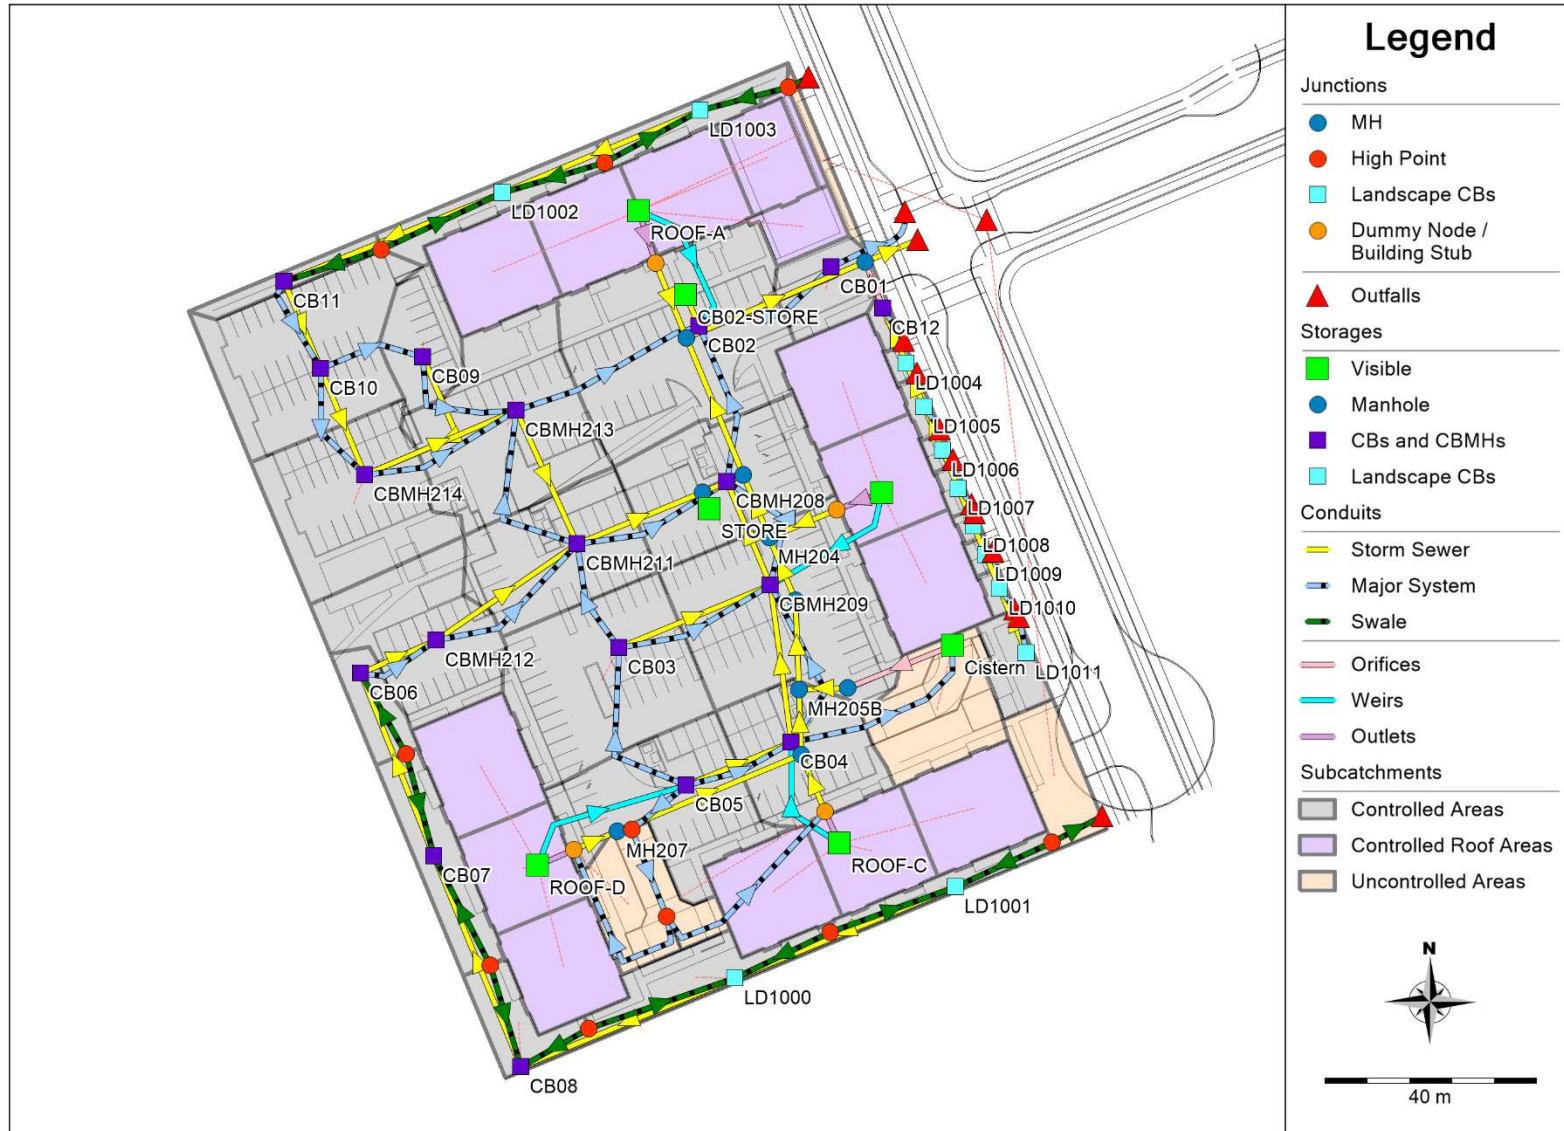 LD1003
LD1002
ROOF-A
CB11
CB01
CB02-STORE
CB12
CB02
CB10
CB09
LD1004
CBMH213
LD1005
LD1006
CBMH214
CBMH208
LD1007
STORE
LD1008
MH204
CBMH211
LD1009
CBMH209
LD1010
CBMH212
CB03
Cistern
LD1011
CB06
MH205B
CB04
CB05
MH207
CB07
ROOF-C
ROOF-D
LD1001
LD1000
CB08
Legend
Junctions
MH
High Point
Landscape CBs
Dummy Node /
Building Stub
Outfalls
Storages
Visible
Manhole
CBs and CBMHs
Landscape CBs
Conduits
Storm Sewer
Major System
Swale
Orifices
Weirs
Outlets
Subcatchments
Controlled Areas
Controlled Roof Areas
Uncontrolled Areas
N
40 m